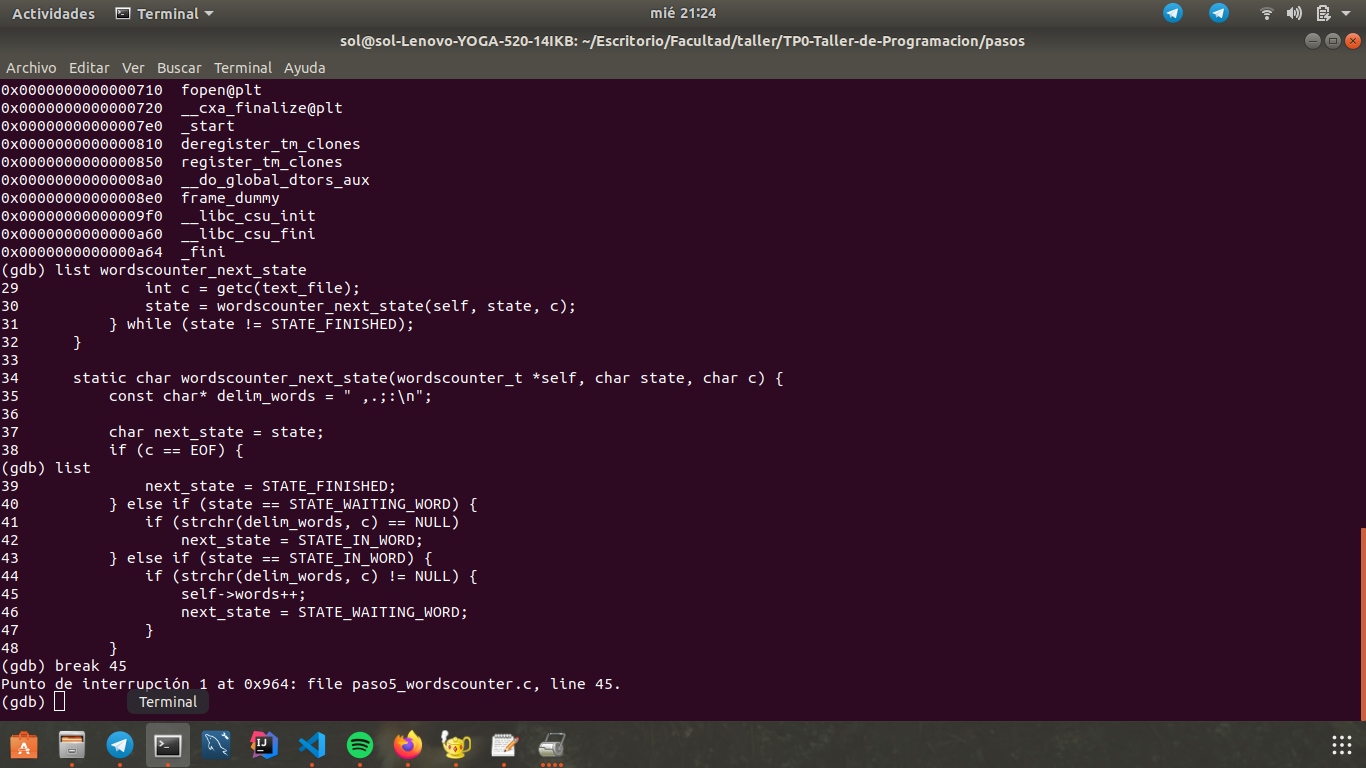 Actividades Terminal mié 21:24
sol@sol-Lenovo-YOGA-520-14IKB: ~/Escritorio/Facultad/taller/TP0-Taller-de-Programacion/pasos
Archivo Editar Ver Buscar Terminal Ayuda
0x0000000000000710  fopen@plt
0x0000000000000720  __cxa_finalize@plt
0x00000000000007e0  _start
0x0000000000000810  deregister_tm_clones
0x0000000000000850  register_tm_clones
0x00000000000008a0  __do_global_dtors_aux
0x00000000000008e0  frame_dummy
0x00000000000009f0  __libc_csu_init
0x0000000000000a60  __libc_csu_fini
0x0000000000000a64  _fini
(gdb) list wordscounter_next_state
29              int c = getc(text_file);
30              state = wordscounter_next_state(self, state, c);
31          } while (state != STATE_FINISHED);
32      }
33
34      static char wordscounter_next_state(wordscounter_t *self, char state, char c) {
35          const char* delim_words = " ,.;:\n";
36
37          char next_state = state;
38          if (c == EOF) {
(gdb) list
39              next_state = STATE_FINISHED;
40          } else if (state == STATE_WAITING_WORD) {
41              if (strchr(delim_words, c) == NULL)
42                  next_state = STATE_IN_WORD;
43          } else if (state == STATE_IN_WORD) {
44              if (strchr(delim_words, c) != NULL) {
45                  self->words++;
46                  next_state = STATE_WAITING_WORD;
47              }
48          }
(gdb) break 45
Punto de interrupción 1 at 0x964: file paso5_wordscounter.c, line 45.
(gdb)
Terminal